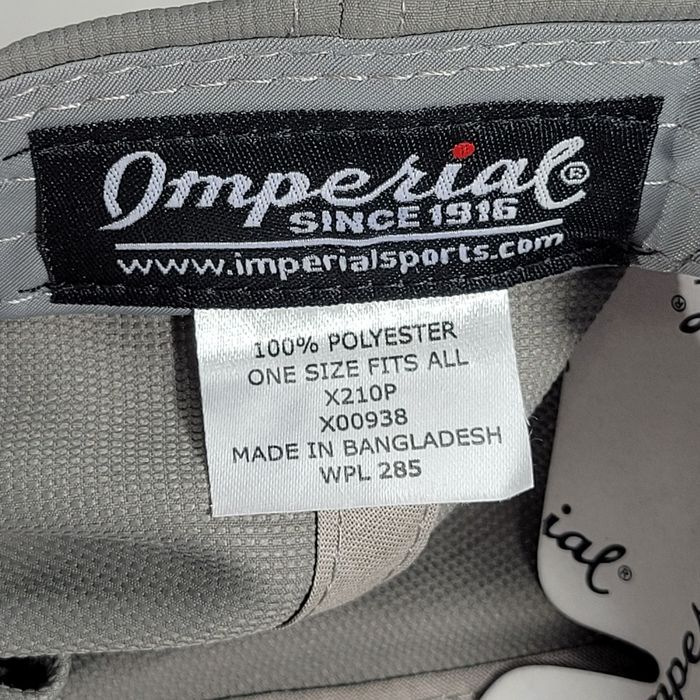 Imperial®
SINCE 1916
www.imperialsports.com
100% POLYESTER
ONE SIZE FITS ALL
X210P
X00938
MADE IN BANGLADESH
WPL 285
ial®